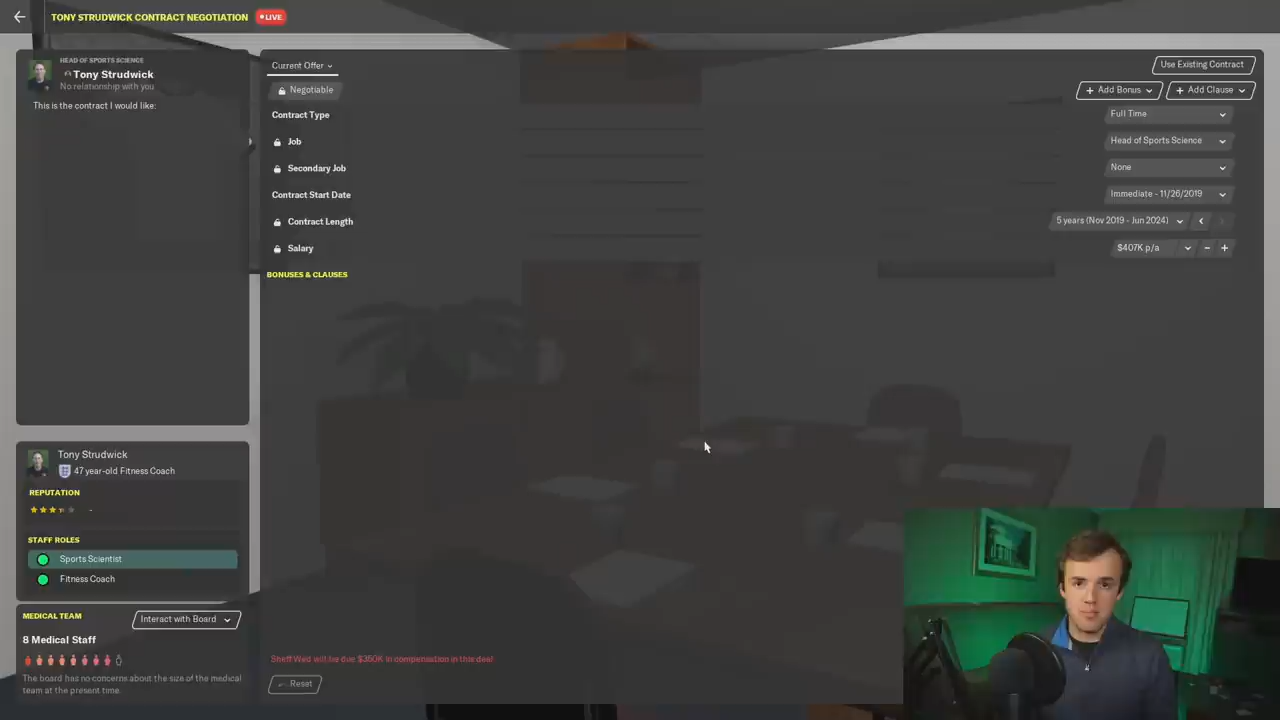 TONY STRUDWICK CONTRACT NEGOTIATION
LIVE
HEAD OF SPORTS SCIENCE
Tony Strudwick
No relationship with you
This is the contract I would like:
Current Offer
Use Existing Contract
Negotiable
+ Add Bonus
+ Add Clause
Contract Type
Full Time
Job
Head of Sports Science
Secondary Job
None
Contract Start Date
Immediate - 11/26/2019
Contract Length
5 years (Nov 2019 - Jun 2024)
Salary
$407K p/a
BONUSES & CLAUSES
Tony Strudwick
47 year-old Fitness Coach
REPUTATION
-
STAFF ROLES
Sports Scientist
Fitness Coach
MEDICAL TEAM
Interact with Board
8 Medical Staff
The board has no concerns about the size of the medical
team at the present time.
Sheff Wed will be due $350K in compensation in this deal
Reset